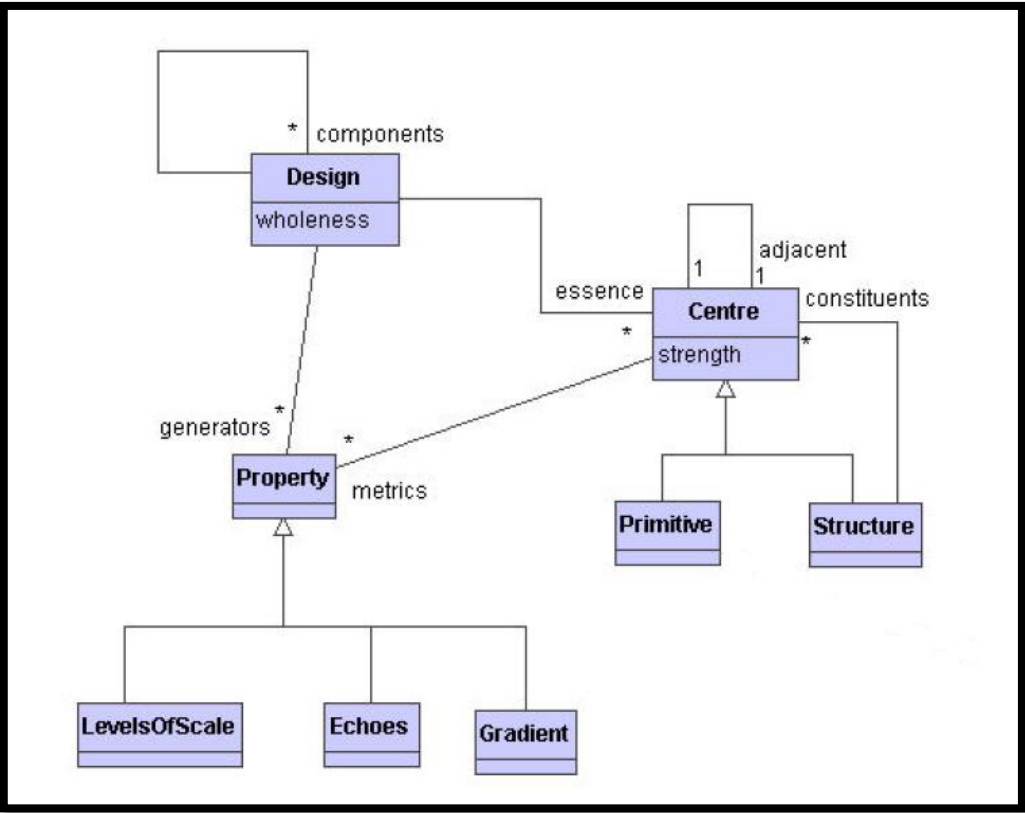 *
components
Design
wholeness
adjacent
1
1
essence
Centre
constituents
*
*
strength
generators
*
*
Property
metrics
Primitive
Structure
LevelsOfScale
Echoes
Gradient